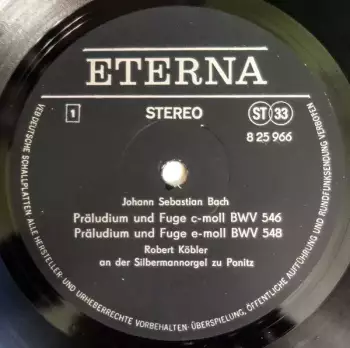 ETERNA
1
STEREO
ST 33
8 25 966
Johann Sebastian Bach
Präludium und Fuge c-moll BWV 546
Präludium und Fuge e-moll BWV 548
Robert Köbler
an der Silbermannorgel zu Ponitz
VEB DEUTSCHE SCHALLPLATTEN ALLE HERSTELLER- UND URHEBERRECHTE VORBEHALTEN · ÜBERSPIELUNG, ÖFFENTLICHE AUFFÜHRUNG UND RUNDFUNKSENDUNG VERBOTEN